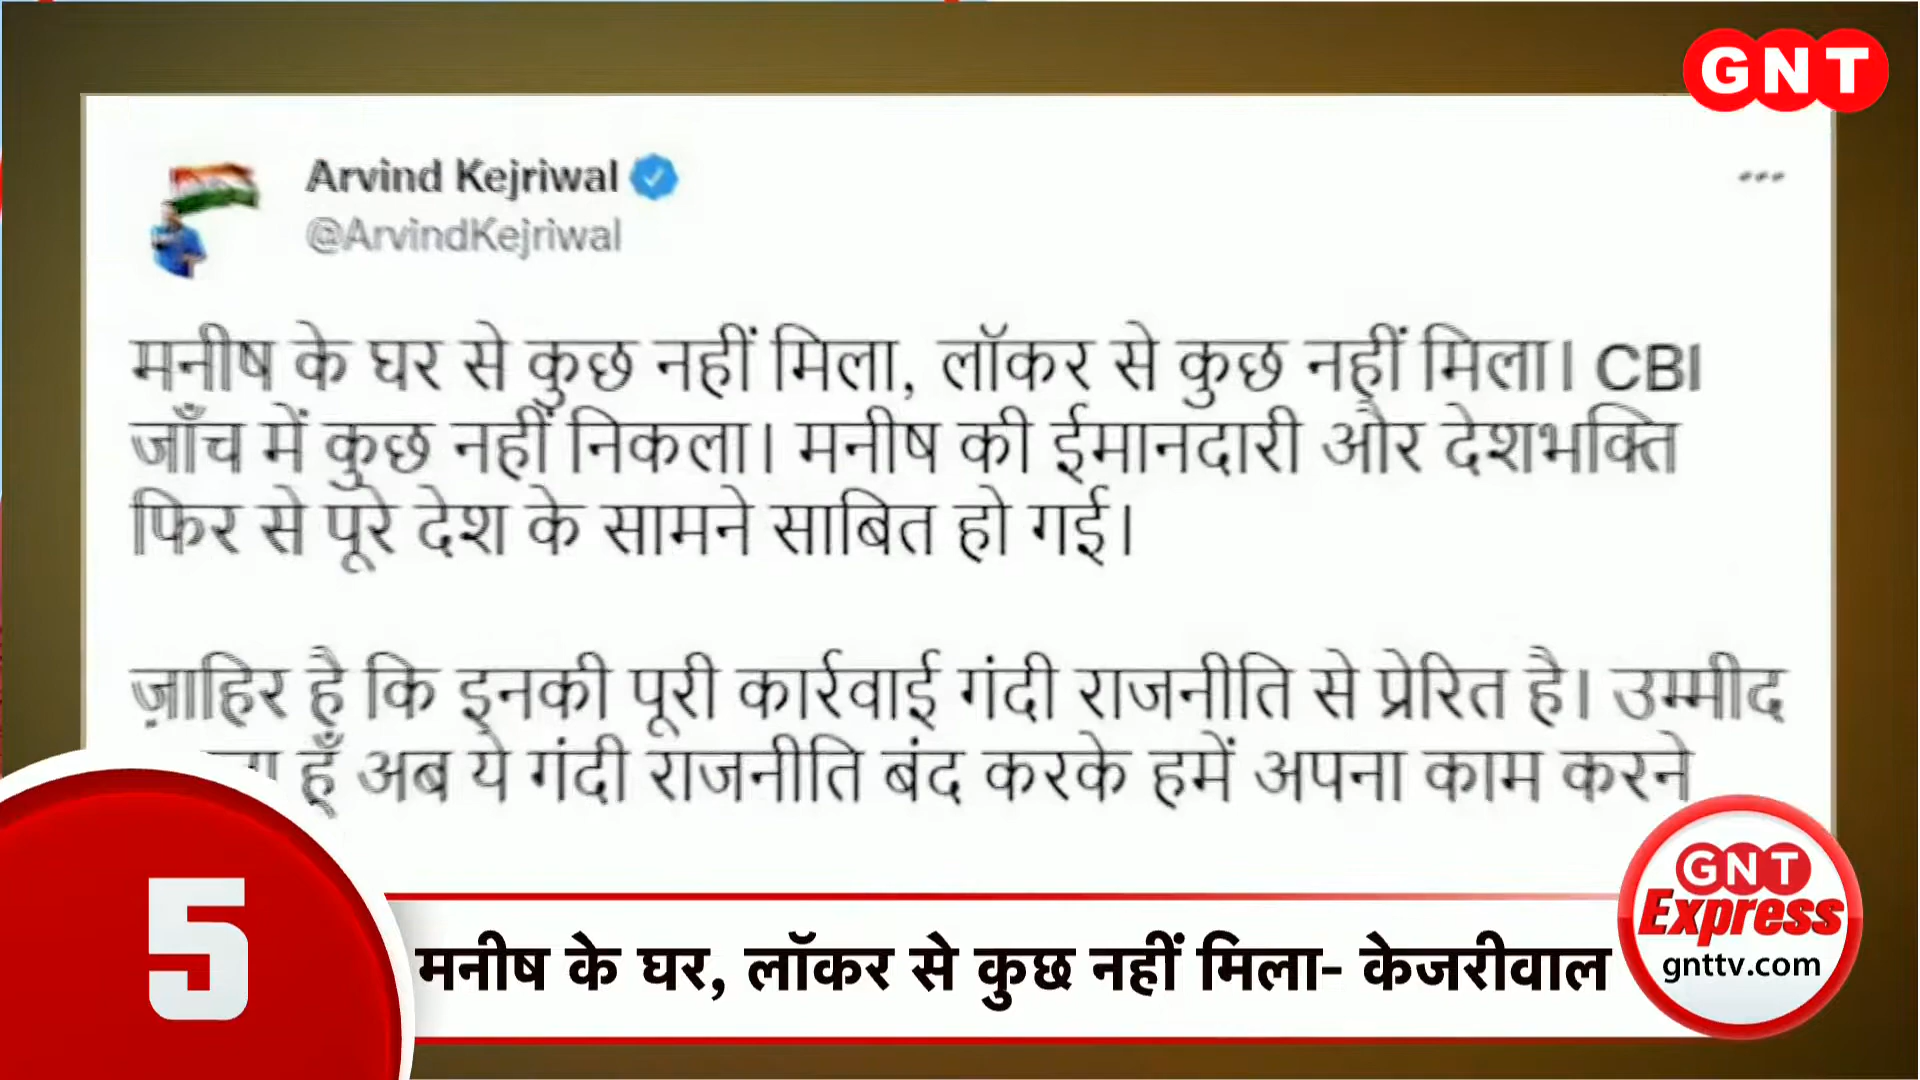 GNT
Arvind Kejriwal
@ArvindKejriwal
मनीष के घर से कुछ नहीं मिला, लॉकर से कुछ नहीं मिला। CBI
जाँच में कुछ नहीं निकला। मनीष की ईमानदारी और देशभक्ति
फिर से पूरे देश के सामने साबित हो गई।
ज़ाहिर है कि इनकी पूरी कार्रवाई गंदी राजनीति से प्रेरित है। उम्मीद
हूँ अब ये गंदी राजनीति बंद करके हमें अपना काम करने
5
मनीष के घर, लॉकर से कुछ नहीं मिला- केजरीवाल
GNT
Express
gnttv.com